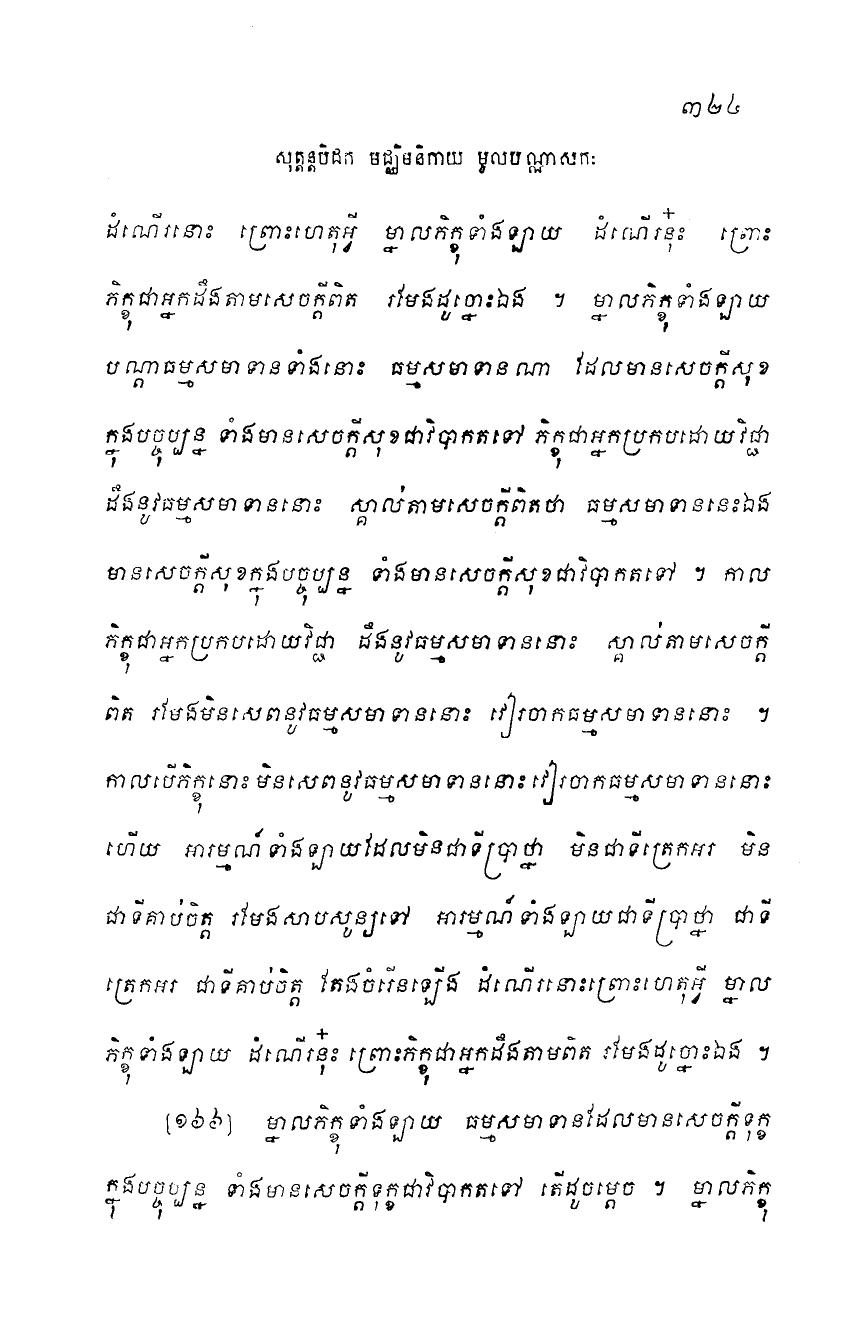 ៣២៤
សុត្តន្តបិដក មជ្ឈិមនិកាយ មូលបណ្ណាសកៈ
ដំណើរនោះ ព្រោះហេតុអ្វី ម្នាលភិក្ខុទាំងឡាយ ដំណើរនុ៎ះ ព្រោះ
ភិក្ខុជាអ្នកដឹងតាមសេចក្តីពិត រមែងដូច្នោះឯង ។ ម្នាលភិក្ខុទាំងឡាយ
បណ្តាធម្មសមាទានទាំងនោះ ធម្មសមាទានណា ដែលមានសេចក្តីសុខ
ក្នុងបច្ចុប្បន្ន ទាំងមានសេចក្តីសុខជាវិបាកតទៅ ភិក្ខុជាអ្នកប្រកបដោយវិជ្ជា
ដឹងនូវធម្មសមាទាននោះ ស្គាល់តាមសេចក្តីពិតថា ធម្មសមាទាននេះឯង
មានសេចក្តីសុខក្នុងបច្ចុប្បន្ន ទាំងមានសេចក្តីសុខជាវិបាកតទៅ ។ កាល
ភិក្ខុជាអ្នកប្រកបដោយវិជ្ជា ដឹងនូវធម្មសមាទាននោះ ស្គាល់តាមសេចក្តី
ពិត រមែងមិនសេពនូវធម្មសមាទាននោះ វៀរចាកធម្មសមាទាននោះ ។
កាលបើភិក្ខុនោះ មិនសេពនូវធម្មសមាទាននោះ វៀរចាកធម្មសមាទាននោះ
ហើយ អារម្មណ៍ទាំងឡាយដែលមិនជាទីប្រាថ្នា មិនជាទីត្រេកអរ មិន
ជាទីគាប់ចិត្ត រមែងសាបសូន្យទៅ អារម្មណ៍ទាំងឡាយជាទីប្រាថ្នា ជាទី
ត្រេកអរ ជាទីគាប់ចិត្ត តែងចំរើនឡើង ដំណើរនោះព្រោះហេតុអ្វី ម្នាល
ភិក្ខុទាំងឡាយ ដំណើរនុ៎ះ ព្រោះភិក្ខុជាអ្នកដឹងតាមពិត រមែងដូច្នោះឯង ។
[១៦៦] ម្នាលភិក្ខុទាំងឡាយ ធម្មសមាទានដែលមានសេចក្តីទុក្ខ
ក្នុងបច្ចុប្បន្ន ទាំងមានសេចក្តីទុក្ខជាវិបាកតទៅ តើដូចម្តេច ។ ម្នាលភិក្ខុ